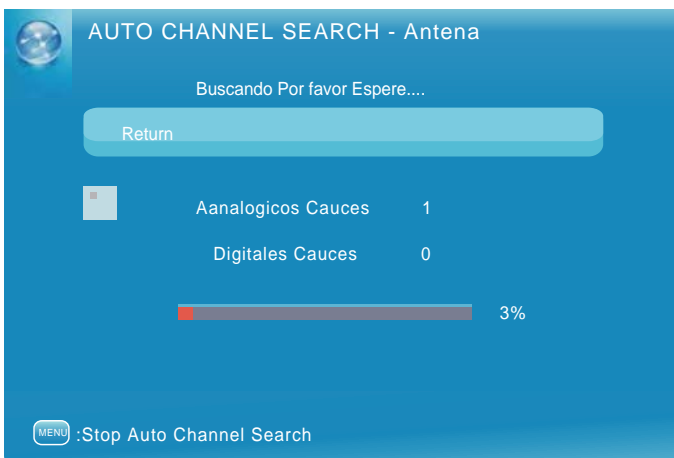 AUTO CHANNEL SEARCH - Antena
Buscando Por favor Espere....
Return
Aanalogicos Cauces 1
Digitales Cauces 0
3%
MENU :Stop Auto Channel Search